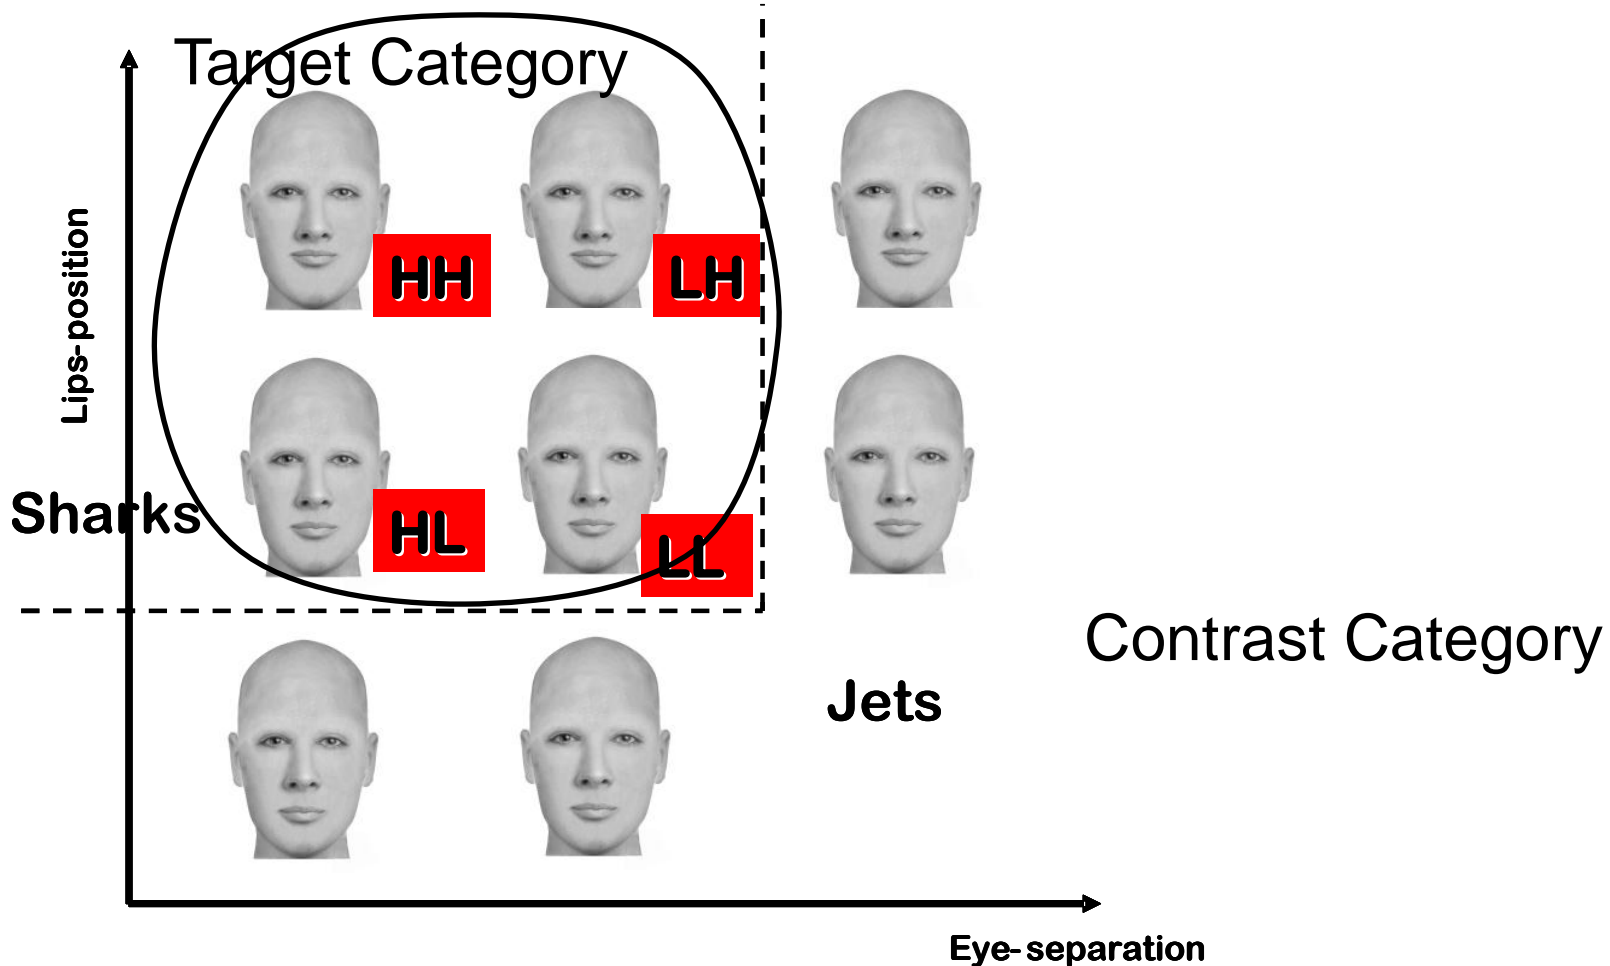 Target Category
HH
LH
Lips-position
HL
Sharks
LL
Contrast Category
Jets
Eye-separation